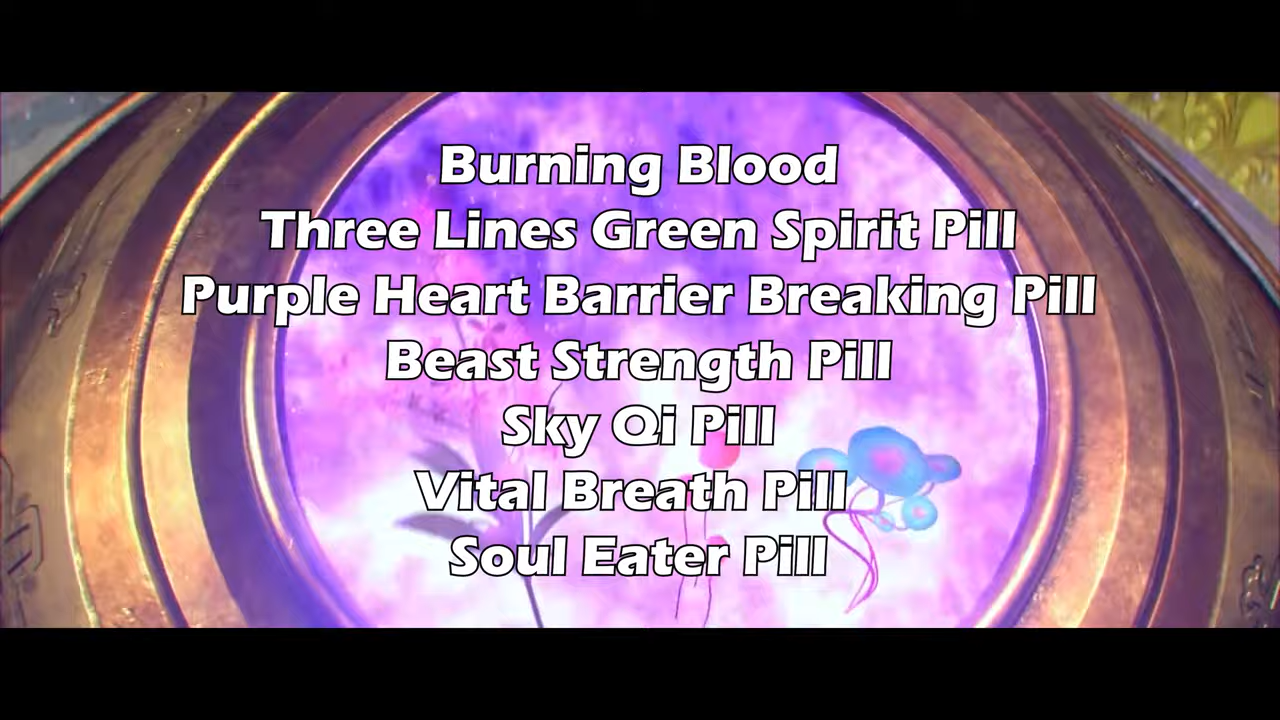 Burning Blood
Three Lines Green Spirit Pill
Purple Heart Barrier Breaking Pill
Beast Strength Pill
Sky Qi Pill
Vital Breath Pill
Soul Eater Pill